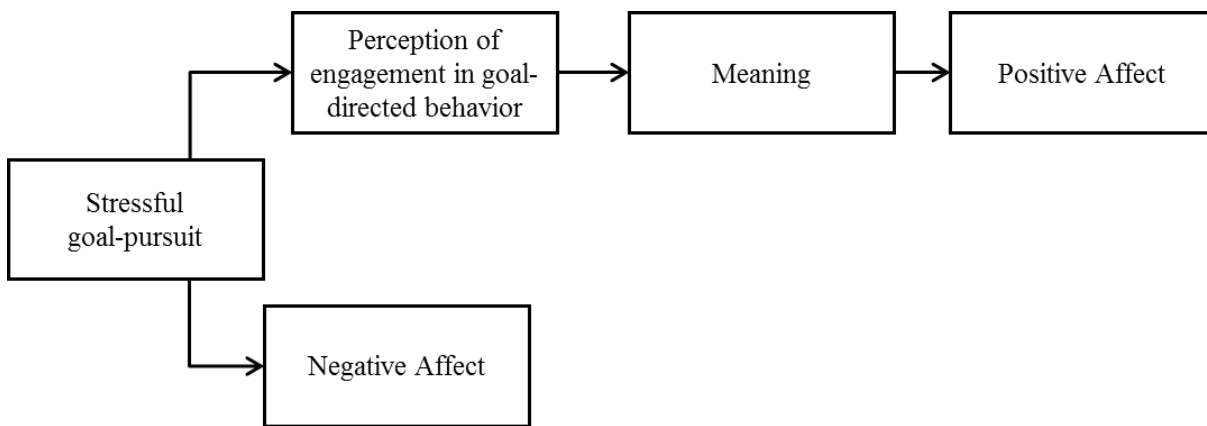 Perception of
engagement in goal-
directed behavior
Meaning
Positive Affect
Stressful
goal-pursuit
Negative Affect